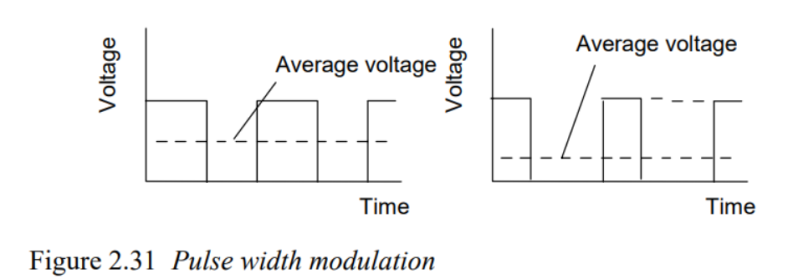 Voltage
Average voltage
Time
Voltage
Average voltage
Time
Figure 2.31 Pulse width modulation